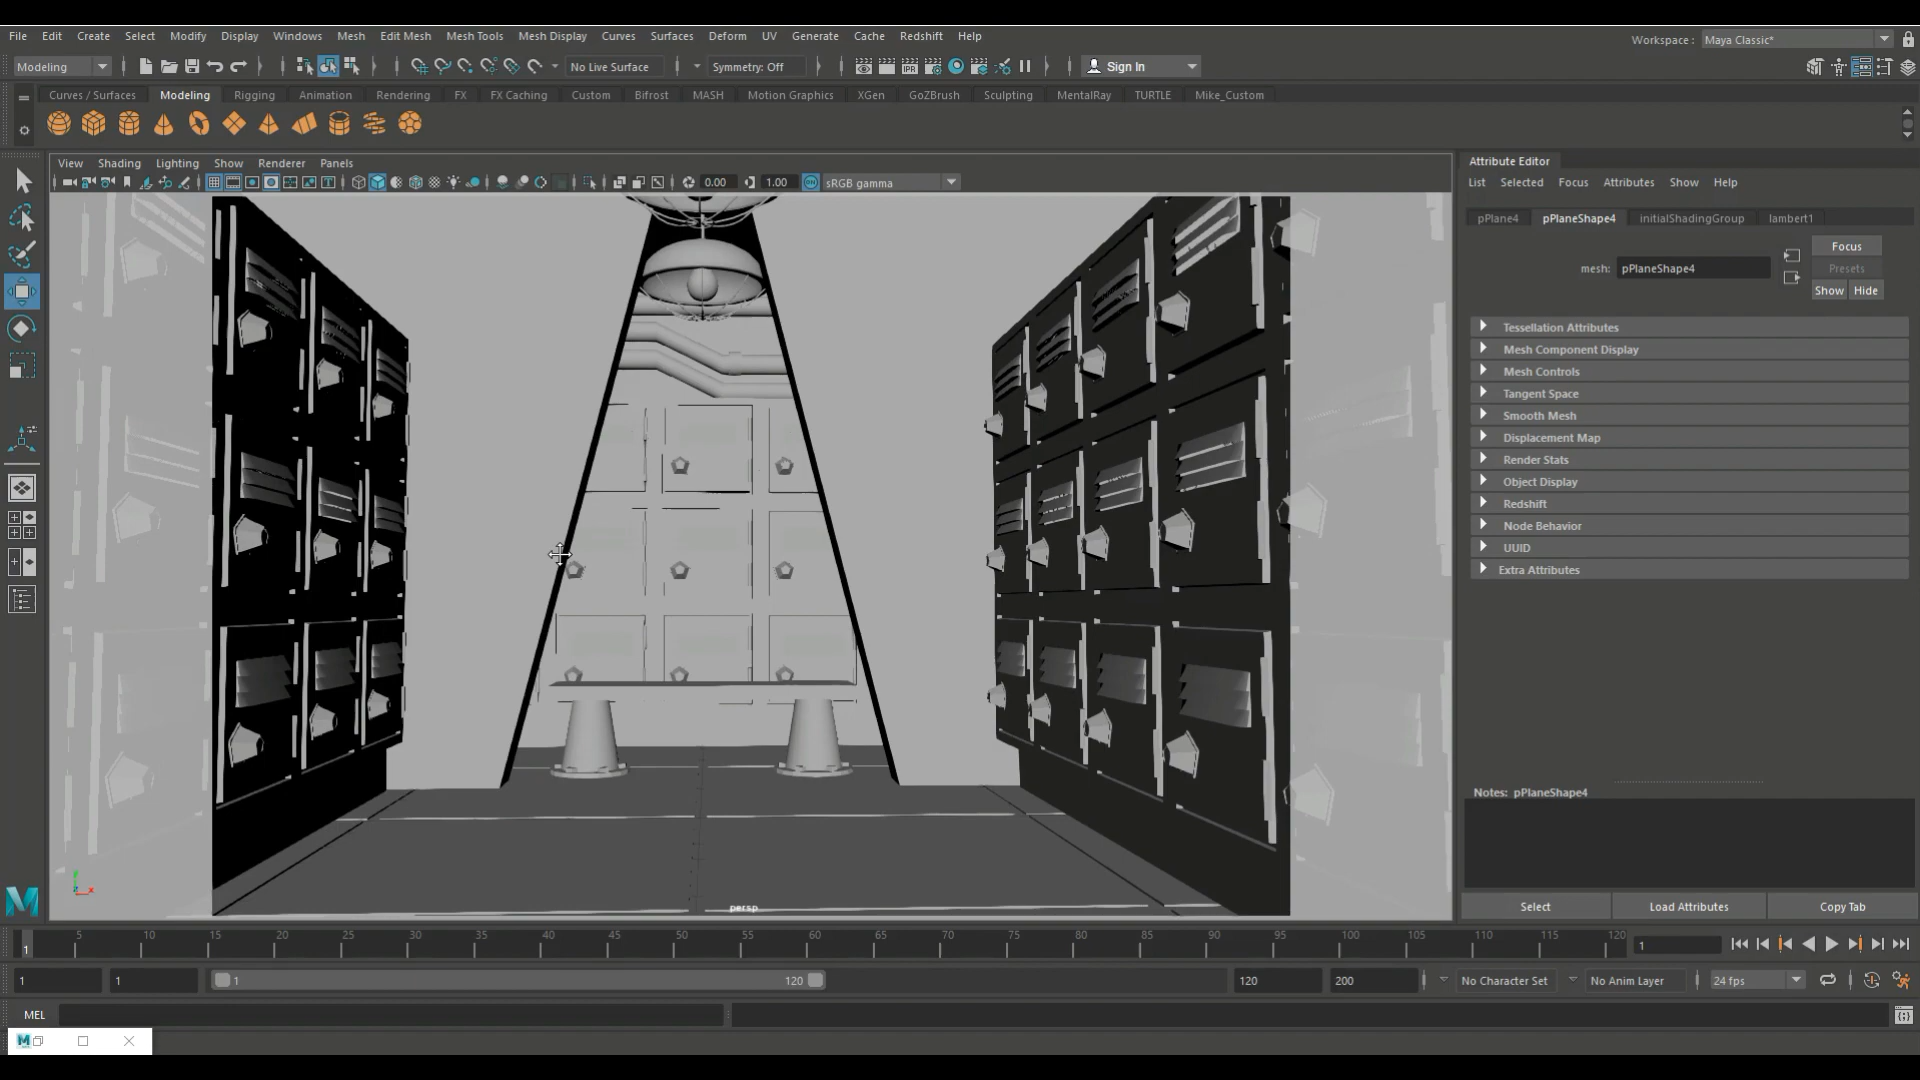 File Edit Create Select Modify Display Windows Mesh Edit Mesh Mesh Tools Mesh Display Curves Surfaces Deform UV Generate Cache Redshift Help
Workspace : Maya Classic*
Modeling No Live Surface Symmetry: Off Sign In
Curves / Surfaces Modeling Rigging Animation Rendering FX FX Caching Custom Bifrost MASH Motion Graphics XGen GoZBrush Sculpting MentalRay TURTLE Mike_Custom
View Shading Lighting Show Renderer Panels
0.00 1.00 sRGB gamma
persp
Attribute Editor
List Selected Focus Attributes Show Help
pPlane4 pPlaneShape4 initialShadingGroup lambert1
Focus
mesh: pPlaneShape4 Presets
Show Hide
Tessellation Attributes
Mesh Component Display
Mesh Controls
Tangent Space
Smooth Mesh
Displacement Map
Render Stats
Object Display
Redshift
Node Behavior
UUID
Extra Attributes
Notes: pPlaneShape4
Select Load Attributes Copy Tab
1 5 10 15 20 25 30 35 40 45 50 55 60 65 70 75 80 85 90 95 100 105 110 115 120 1
1 1 1 120 120 200 No Character Set No Anim Layer 24 fps
MEL